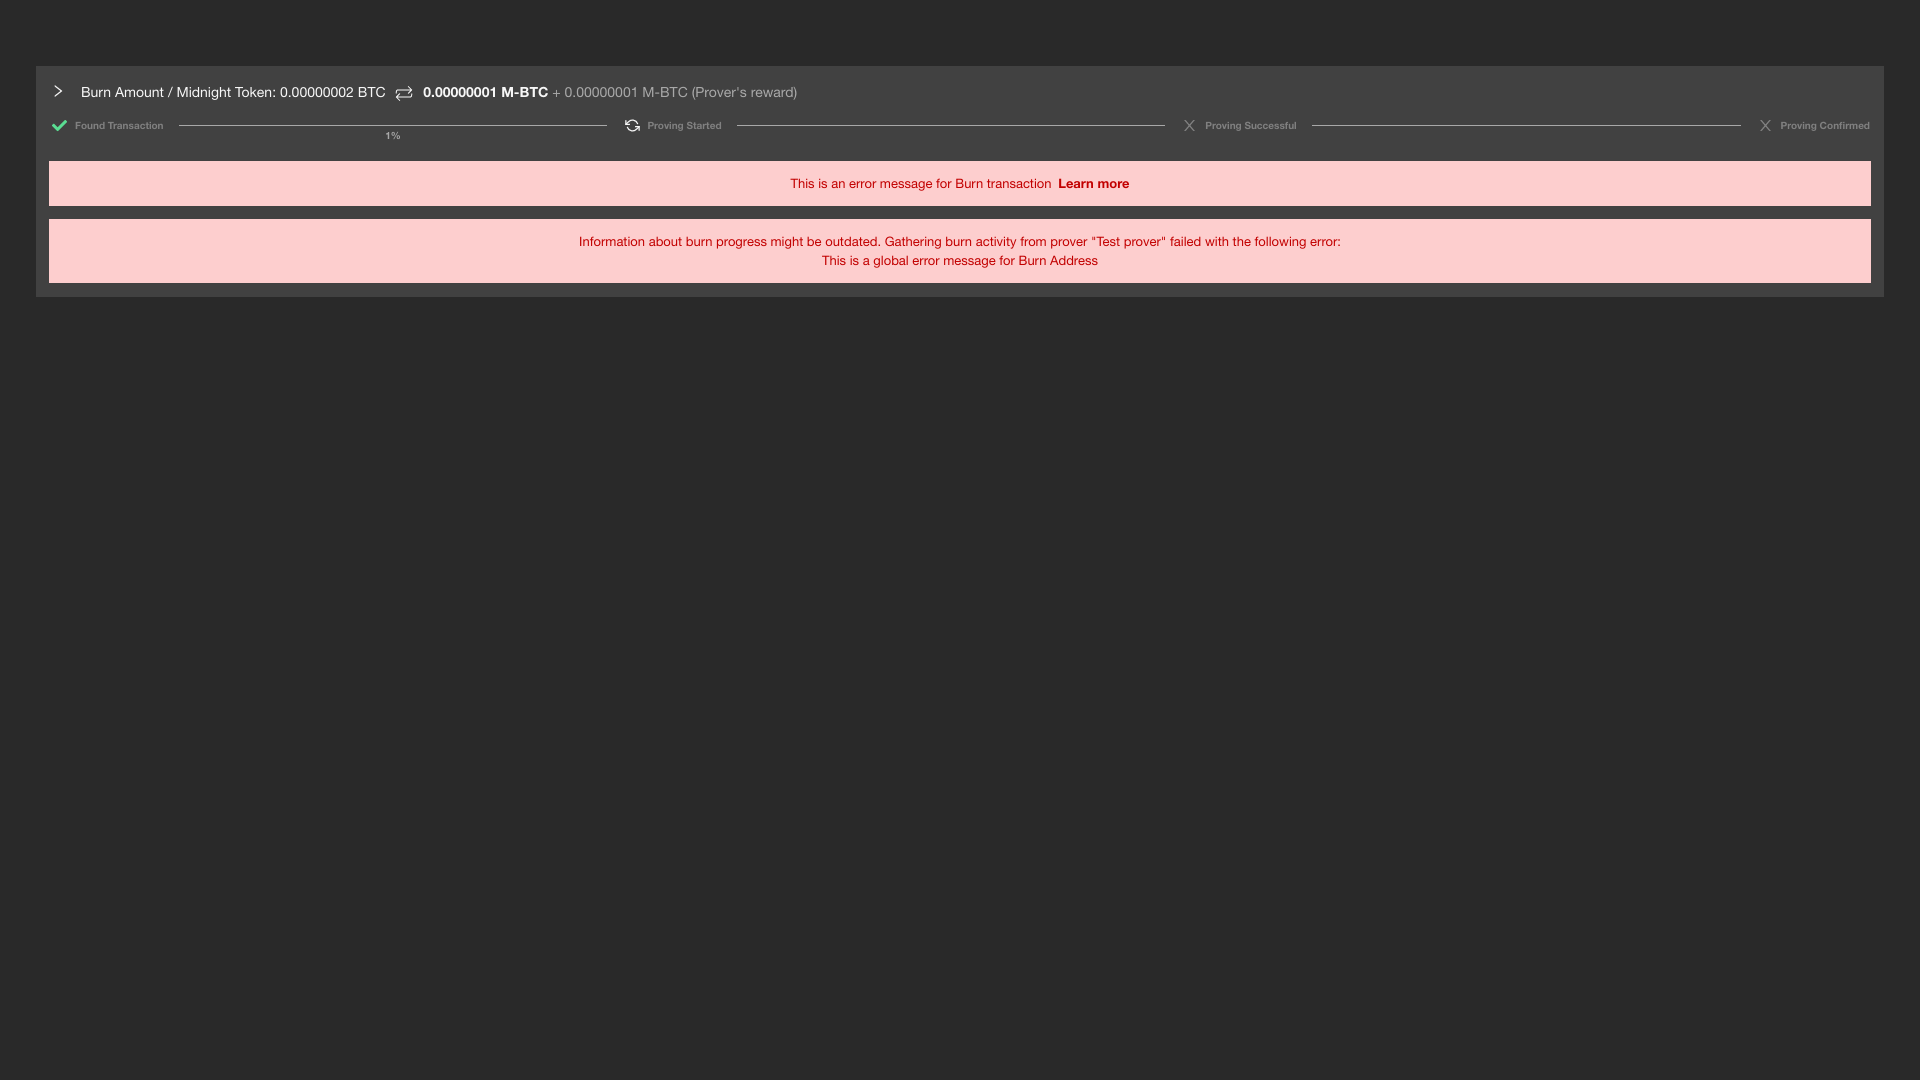 Burn Amount / Midnight Token: 0.00000002 BTC 0.00000001 M-BTC + 0.00000001 M-BTC (Prover's reward)
Found Transaction 1% Proving Started Proving Successful Proving Confirmed
This is an error message for Burn transaction Learn more
Information about burn progress might be outdated. Gathering burn activity from prover "Test prover" failed with the following error:
This is a global error message for Burn Address